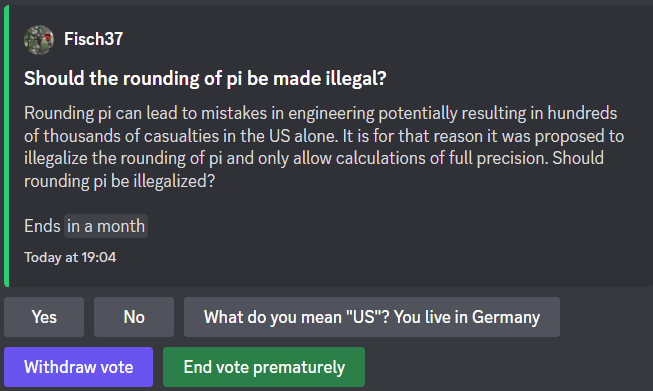 Fisch37
Should the rounding of pi be made illegal?
Rounding pi can lead to mistakes in engineering potentially resulting in hundreds
of thousands of casualties in the US alone. It is for that reason it was proposed to
illegalize the rounding of pi and only allow calculations of full precision. Should
rounding pi be illegalized?
Ends in a month
Today at 19:04
Yes No What do you mean "US"? You live in Germany
Withdraw vote End vote prematurely